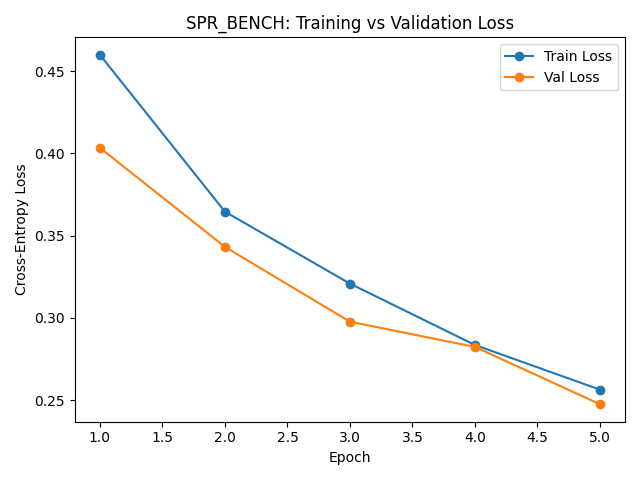 SPR_BENCH: Training vs Validation Loss
Train Loss
Val Loss
Cross-Entropy Loss
0.45
0.40
0.35
0.30
0.25
1.0 1.5 2.0 2.5 3.0 3.5 4.0 4.5 5.0
Epoch